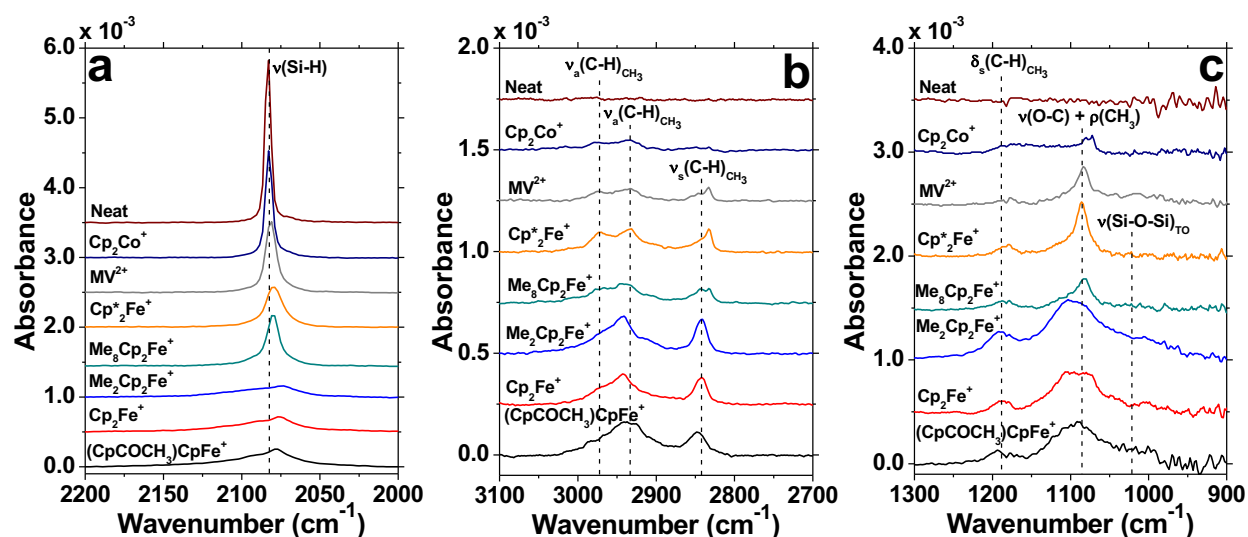 x 10⁻³
6.0
5.0
4.0
3.0
2.0
1.0
0.0
Absorbance
a
ν(Si-H)
Neat
Cp₂Co⁺
MV²⁺
Cp*₂Fe⁺
Me₈Cp₂Fe⁺
Me₂Cp₂Fe⁺
Cp₂Fe⁺
(CpCOCH₃)CpFe⁺
2200 2150 2100 2050 2000
Wavenumber (cm⁻¹)
x 10⁻³
2.0
1.5
1.0
0.5
0.0
Absorbance
b
νₐ(C-H)CH₃
Neat
νₐ(C-H)CH₃
Cp₂Co⁺
νₛ(C-H)CH₃
MV²⁺
Cp*₂Fe⁺
Me₈Cp₂Fe⁺
Me₂Cp₂Fe⁺
Cp₂Fe⁺
(CpCOCH₃)CpFe⁺
3100 3000 2900 2800 2700
Wavenumber (cm⁻¹)
x 10⁻³
4.0
3.0
2.0
1.0
0.0
Absorbance
c
δₛ(C-H)CH₃
Neat
ν(O-C) + ρ(CH₃)
Cp₂Co⁺
MV²⁺
ν(Si-O-Si)TO
Cp*₂Fe⁺
Me₈Cp₂Fe⁺
Me₂Cp₂Fe⁺
Cp₂Fe⁺
(CpCOCH₃)CpFe⁺
1300 1200 1100 1000 900
Wavenumber (cm⁻¹)